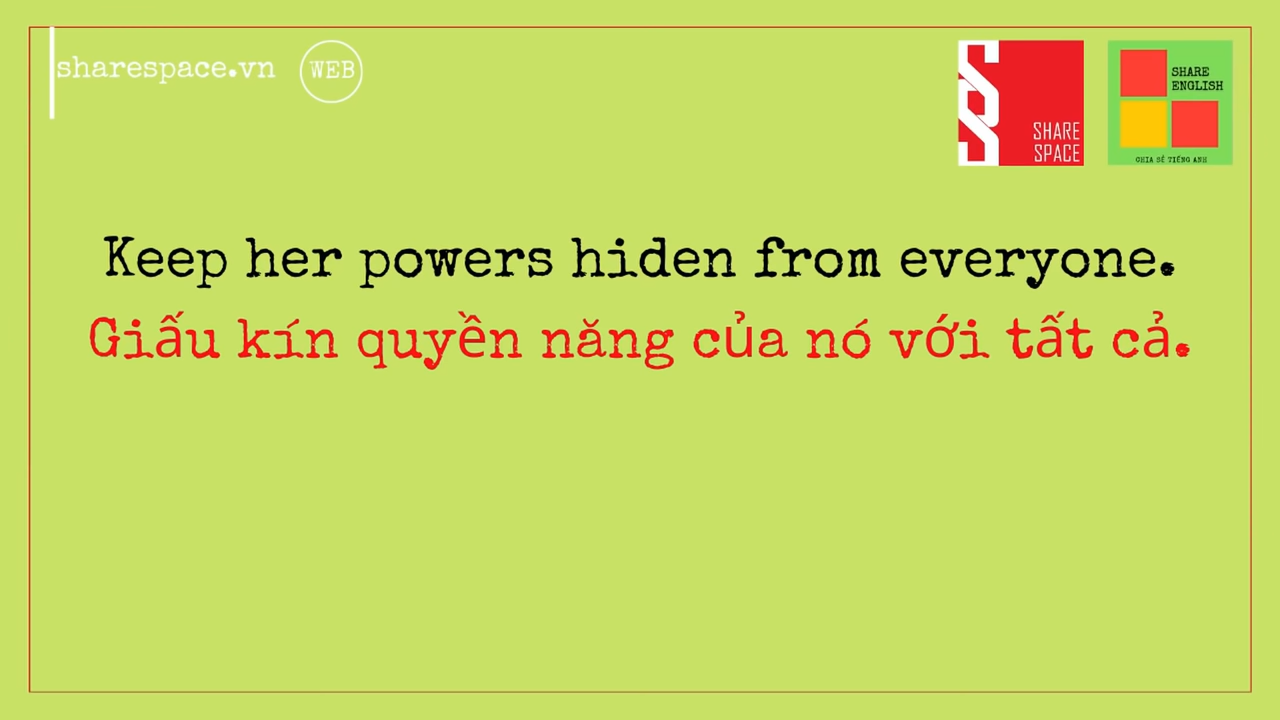 sharespace.vn WEB
SHARE
SPACE
SHARE
ENGLISH
CHIA SẺ TIẾNG ANH
Keep her powers hiden from everyone.
Giấu kín quyền năng của nó với tất cả.